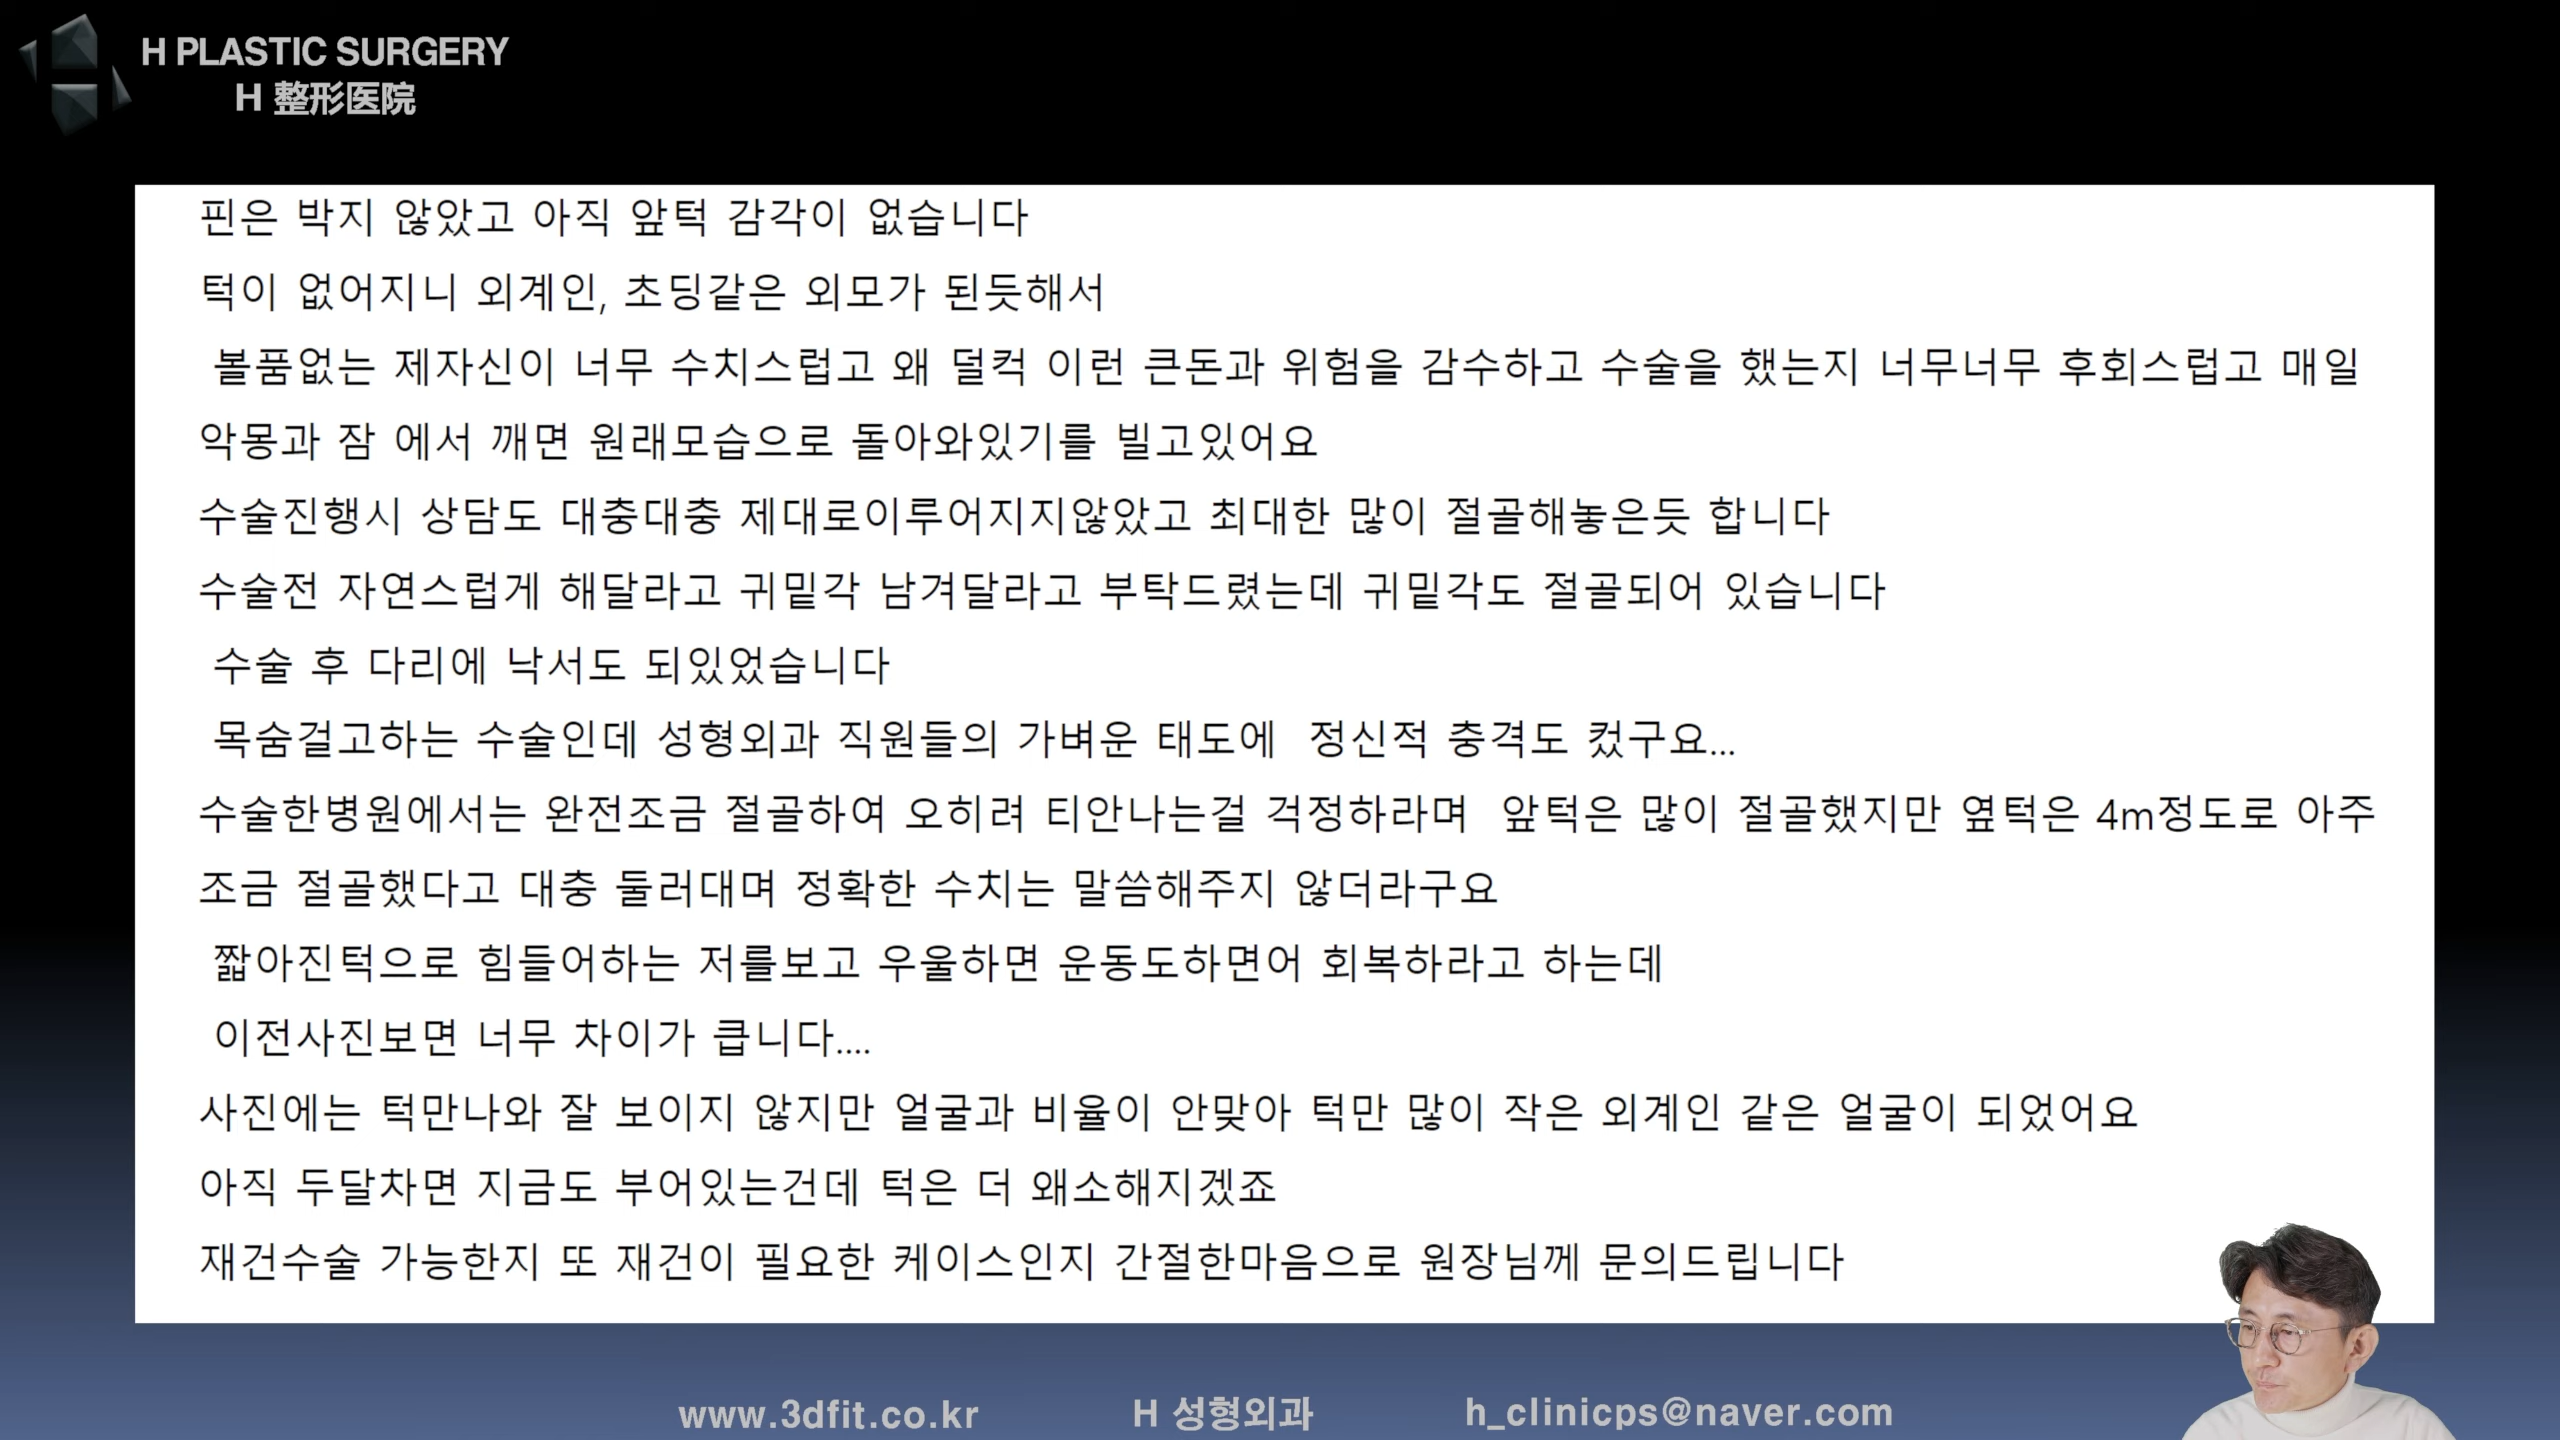 H PLASTIC SURGERY
H 整形医院
핀은 박지 않았고 아직 앞턱 감각이 없습니다
턱이 없어지니 외계인, 초딩같은 외모가 된듯해서
볼품없는 제자신이 너무 수치스럽고 왜 덜컥 이런 큰돈과 위험을 감수하고 수술을 했는지 너무너무 후회스럽고 매일
악몽과 잠 에서 깨면 원래모습으로 돌아와있기를 빌고있어요
수술진행시 상담도 대충대충 제대로이루어지지않았고 최대한 많이 절골해놓은듯 합니다
수술전 자연스럽게 해달라고 귀밑각 남겨달라고 부탁드렸는데 귀밑각도 절골되어 있습니다
수술 후 다리에 낙서도 되있었습니다
목숨걸고하는 수술인데 성형외과 직원들의 가벼운 태도에 정신적 충격도 컸구요...
수술한병원에서는 완전조금 절골하여 오히려 티안나는걸 걱정하라며 앞턱은 많이 절골했지만 옆턱은 4m정도로 아주
조금 절골했다고 대충 둘러대며 정확한 수치는 말씀해주지 않더라구요
짧아진턱으로 힘들어하는 저를보고 우울하면 운동도하면어 회복하라고 하는데
이전사진보면 너무 차이가 큽니다....
사진에는 턱만나와 잘 보이지 않지만 얼굴과 비율이 안맞아 턱만 많이 작은 외계인 같은 얼굴이 되었어요
아직 두달차면 지금도 부어있는건데 턱은 더 왜소해지겠죠
재건수술 가능한지 또 재건이 필요한 케이스인지 간절한마음으로 원장님께 문의드립니다
www.3dfit.co.kr
H 성형외과
h_clinicps@naver.com